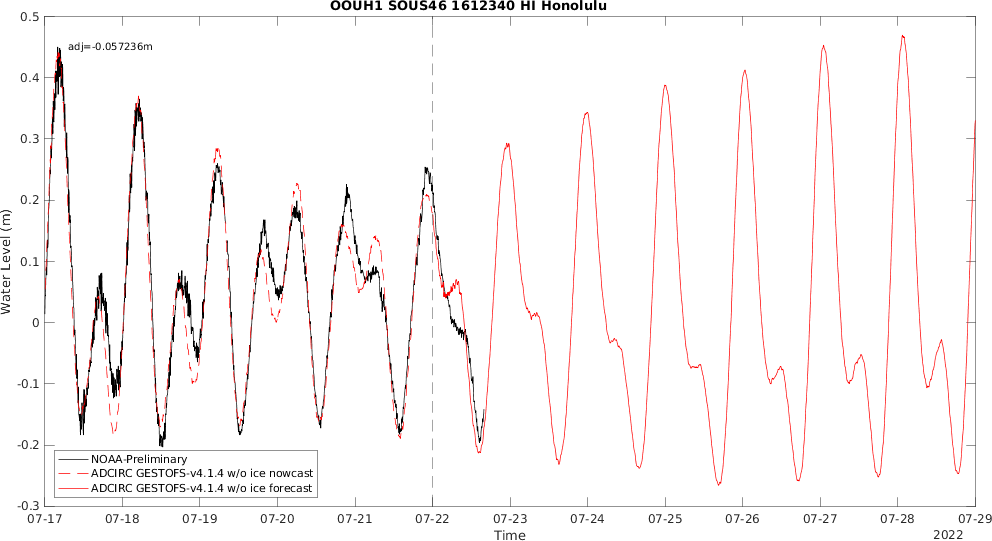 OOUH1 SOUS46 1612340 HI Honolulu
adj=-0.057236m
Water Level (m)
0.5
0.4
0.3
0.2
0.1
0
-0.1
-0.2
-0.3
NOAA-Preliminary
ADCIRC GESTOFS-v4.1.4 w/o ice nowcast
ADCIRC GESTOFS-v4.1.4 w/o ice forecast
07-17 07-18 07-19 07-20 07-21 07-22 07-23 07-24 07-25 07-26 07-27 07-28 07-29
Time
2022